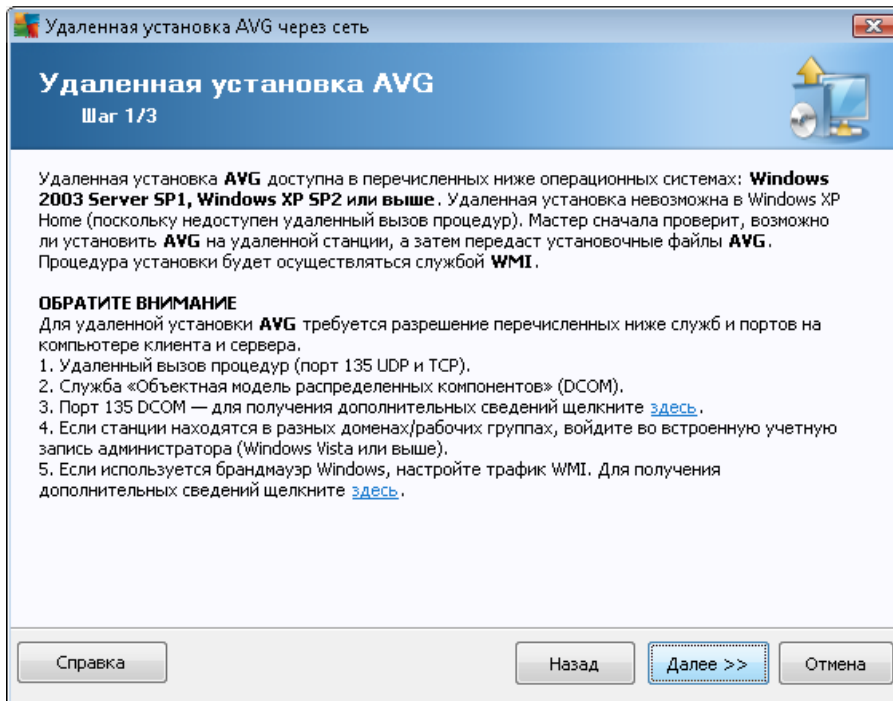 Удаленная установка AVG через сеть
Удаленная установка AVG
Шаг 1/3
Удаленная установка AVG доступна в перечисленных ниже операционных системах: Windows
2003 Server SP1, Windows XP SP2 или выше. Удаленная установка невозможна в Windows XP
Home (поскольку недоступен удаленный вызов процедур). Мастер сначала проверит, возможно
ли установить AVG на удаленной станции, а затем передаст установочные файлы AVG.
Процедура установки будет осуществляться службой WMI.
ОБРАТИТЕ ВНИМАНИЕ
Для удаленной установки AVG требуется разрешение перечисленных ниже служб и портов на
компьютере клиента и сервера.
1. Удаленный вызов процедур (порт 135 UDP и TCP).
2. Служба «Объектная модель распределенных компонентов» (DCOM).
3. Порт 135 DCOM — для получения дополнительных сведений щелкните здесь.
4. Если станции находятся в разных доменах/рабочих группах, войдите во встроенную учетную
запись администратора (Windows Vista или выше).
5. Если используется брандмауэр Windows, настройте трафик WMI. Для получения
дополнительных сведений щелкните здесь.
Справка
Назад
Далее >>
Отмена